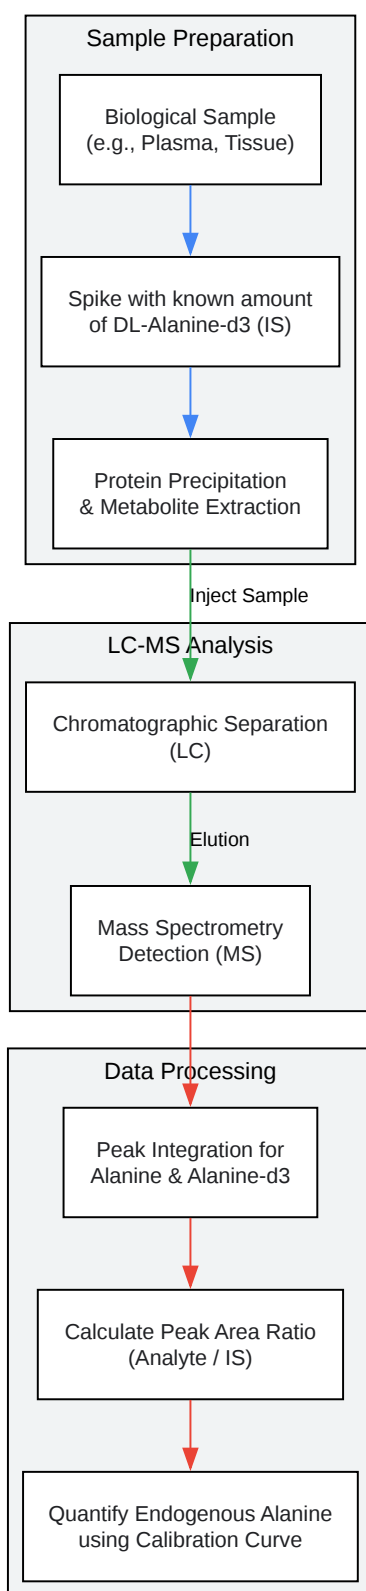 Sample Preparation
Biological Sample
(e.g., Plasma, Tissue)
Spike with known amount
of DL-Alanine-d3 (IS)
Protein Precipitation
& Metabolite Extraction
Inject Sample
LC-MS Analysis
Chromatographic Separation
(LC)
Elution
Mass Spectrometry
Detection (MS)
Data Processing
Peak Integration for
Alanine & Alanine-d3
Calculate Peak Area Ratio
(Analyte / IS)
Quantify Endogenous Alanine
using Calibration Curve